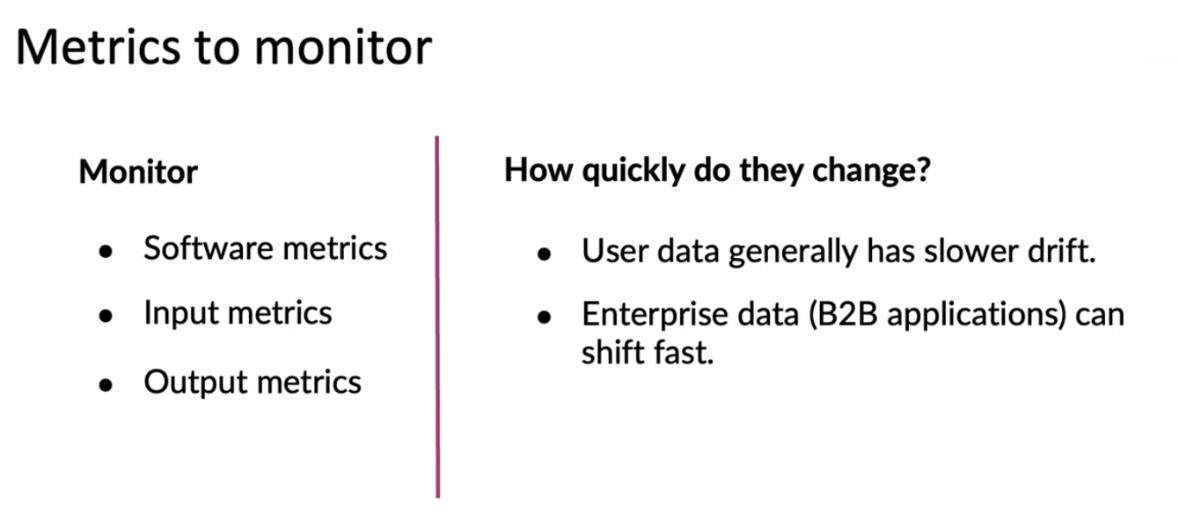 Metrics to monitor
Monitor
• Software metrics
• Input metrics
• Output metrics
How quickly do they change?
• User data generally has slower drift.
• Enterprise data (B2B applications) can
shift fast.